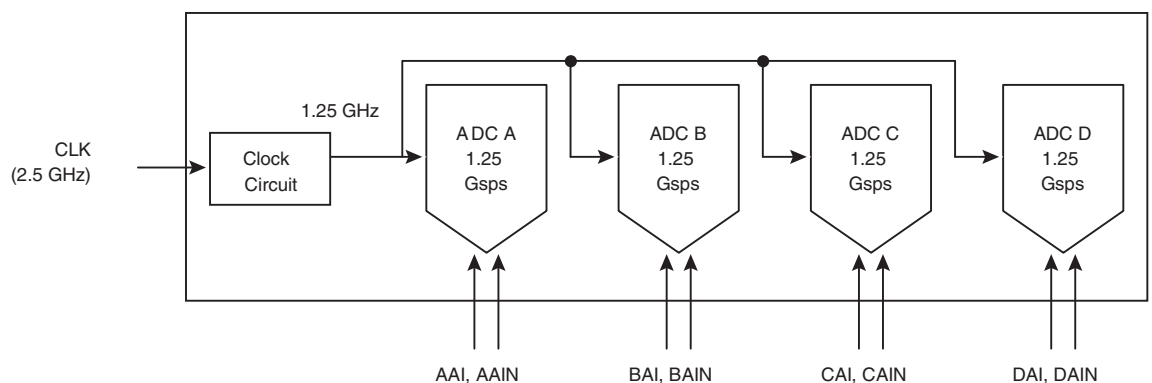 1.25 GHz
CLK
(2.5 GHz)
Clock
Circuit
ADC A
1.25
Gsps
ADC B
1.25
Gsps
ADC C
1.25
Gsps
ADC D
1.25
Gsps
AAI, AAIN
BAI, BAIN
CAI, CAIN
DAI, DAIN